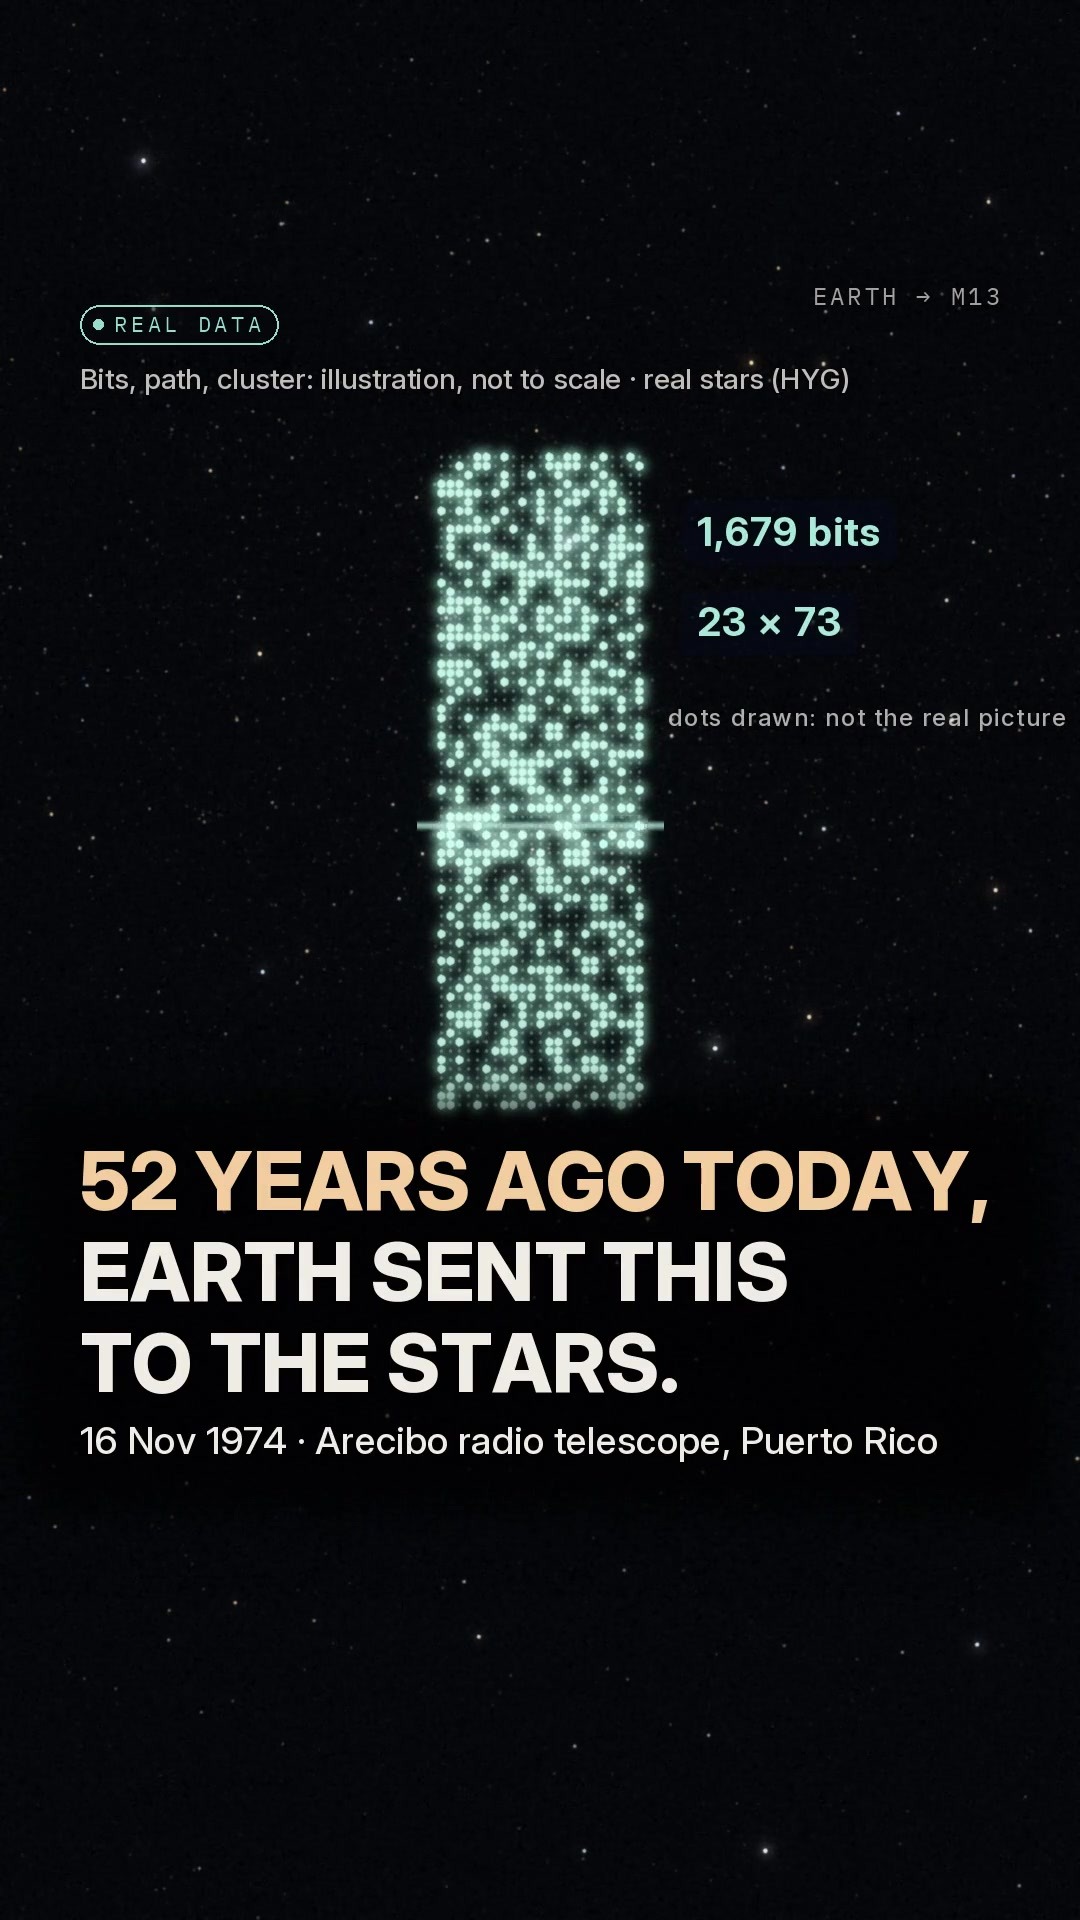 EARTH → M13
REAL DATA
Bits, path, cluster: illustration, not to scale · real stars (HYG)
1,679 bits
23 × 73
dots drawn: not the real picture
52 YEARS AGO TODAY,
EARTH SENT THIS
TO THE STARS.
16 Nov 1974 · Arecibo radio telescope, Puerto Rico